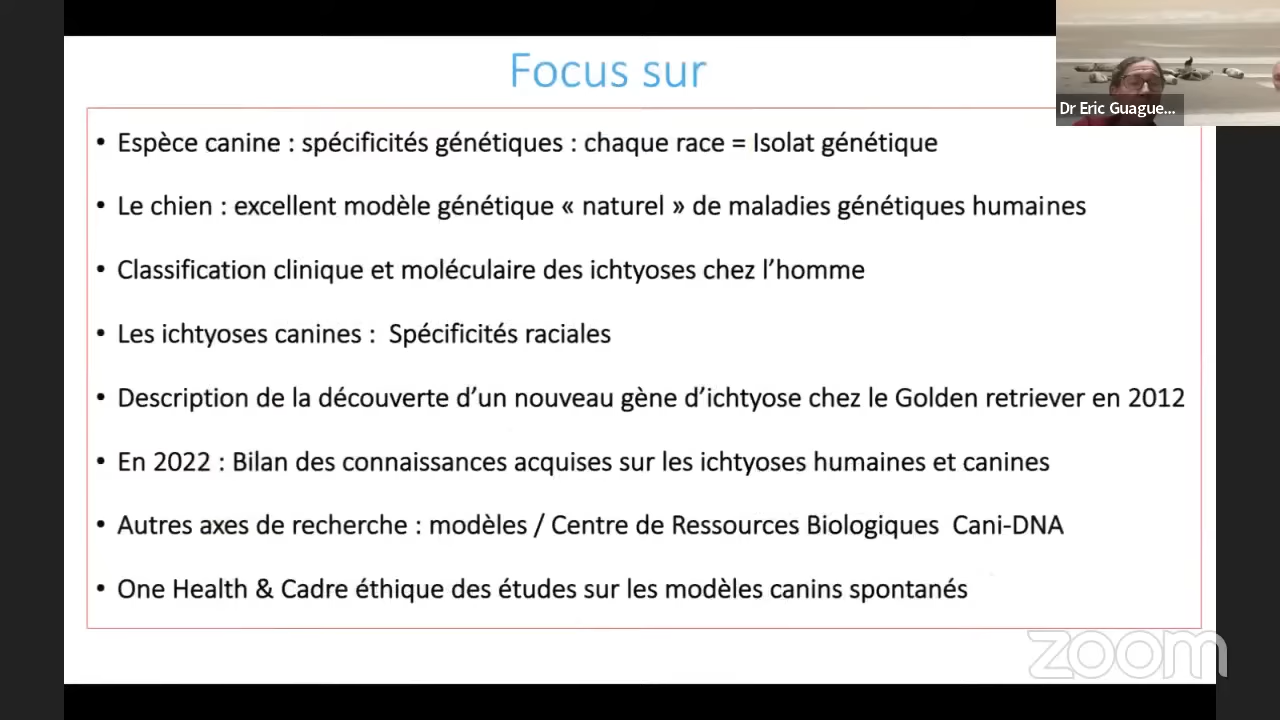 Focus sur
Dr Eric Guague...
• Espèce canine : spécificités génétiques : chaque race = Isolat génétique
• Le chien : excellent modèle génétique « naturel » de maladies génétiques humaines
• Classification clinique et moléculaire des ichtyoses chez l’homme
• Les ichtyoses canines :  Spécificités raciales
• Description de la découverte d’un nouveau gène d’ichtyose chez le Golden retriever en 2012
• En 2022 : Bilan des connaissances acquises sur les ichtyoses humaines et canines
• Autres axes de recherche : modèles / Centre de Ressources Biologiques  Cani-DNA
• One Health & Cadre éthique des études sur les modèles canins spontanés
zoom